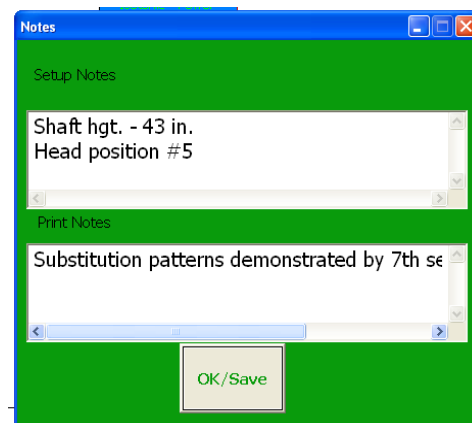 Notes
Setup Notes
Shaft hgt. - 43 in.
Head position #5
Print Notes
Substitution patterns demonstrated by 7th se
OK/Save